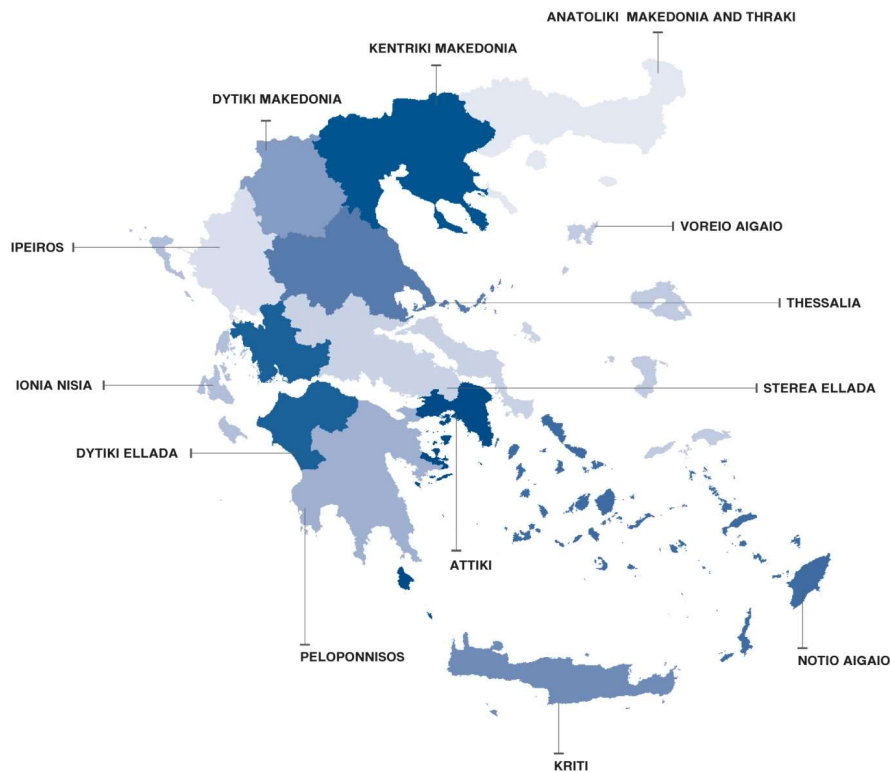 ANATOLIKI MAKEDONIA AND THRAKI
KENTRIKI MAKEDONIA
DYTIKI MAKEDONIA
VOREIO AIGAIO
IPEIROS
THESSALIA
IONIA NISIA
STEREA ELLADA
DYTIKI ELLADA
ATTIKI
PELOPONNISOS
NOTIO AIGAIO
KRITI